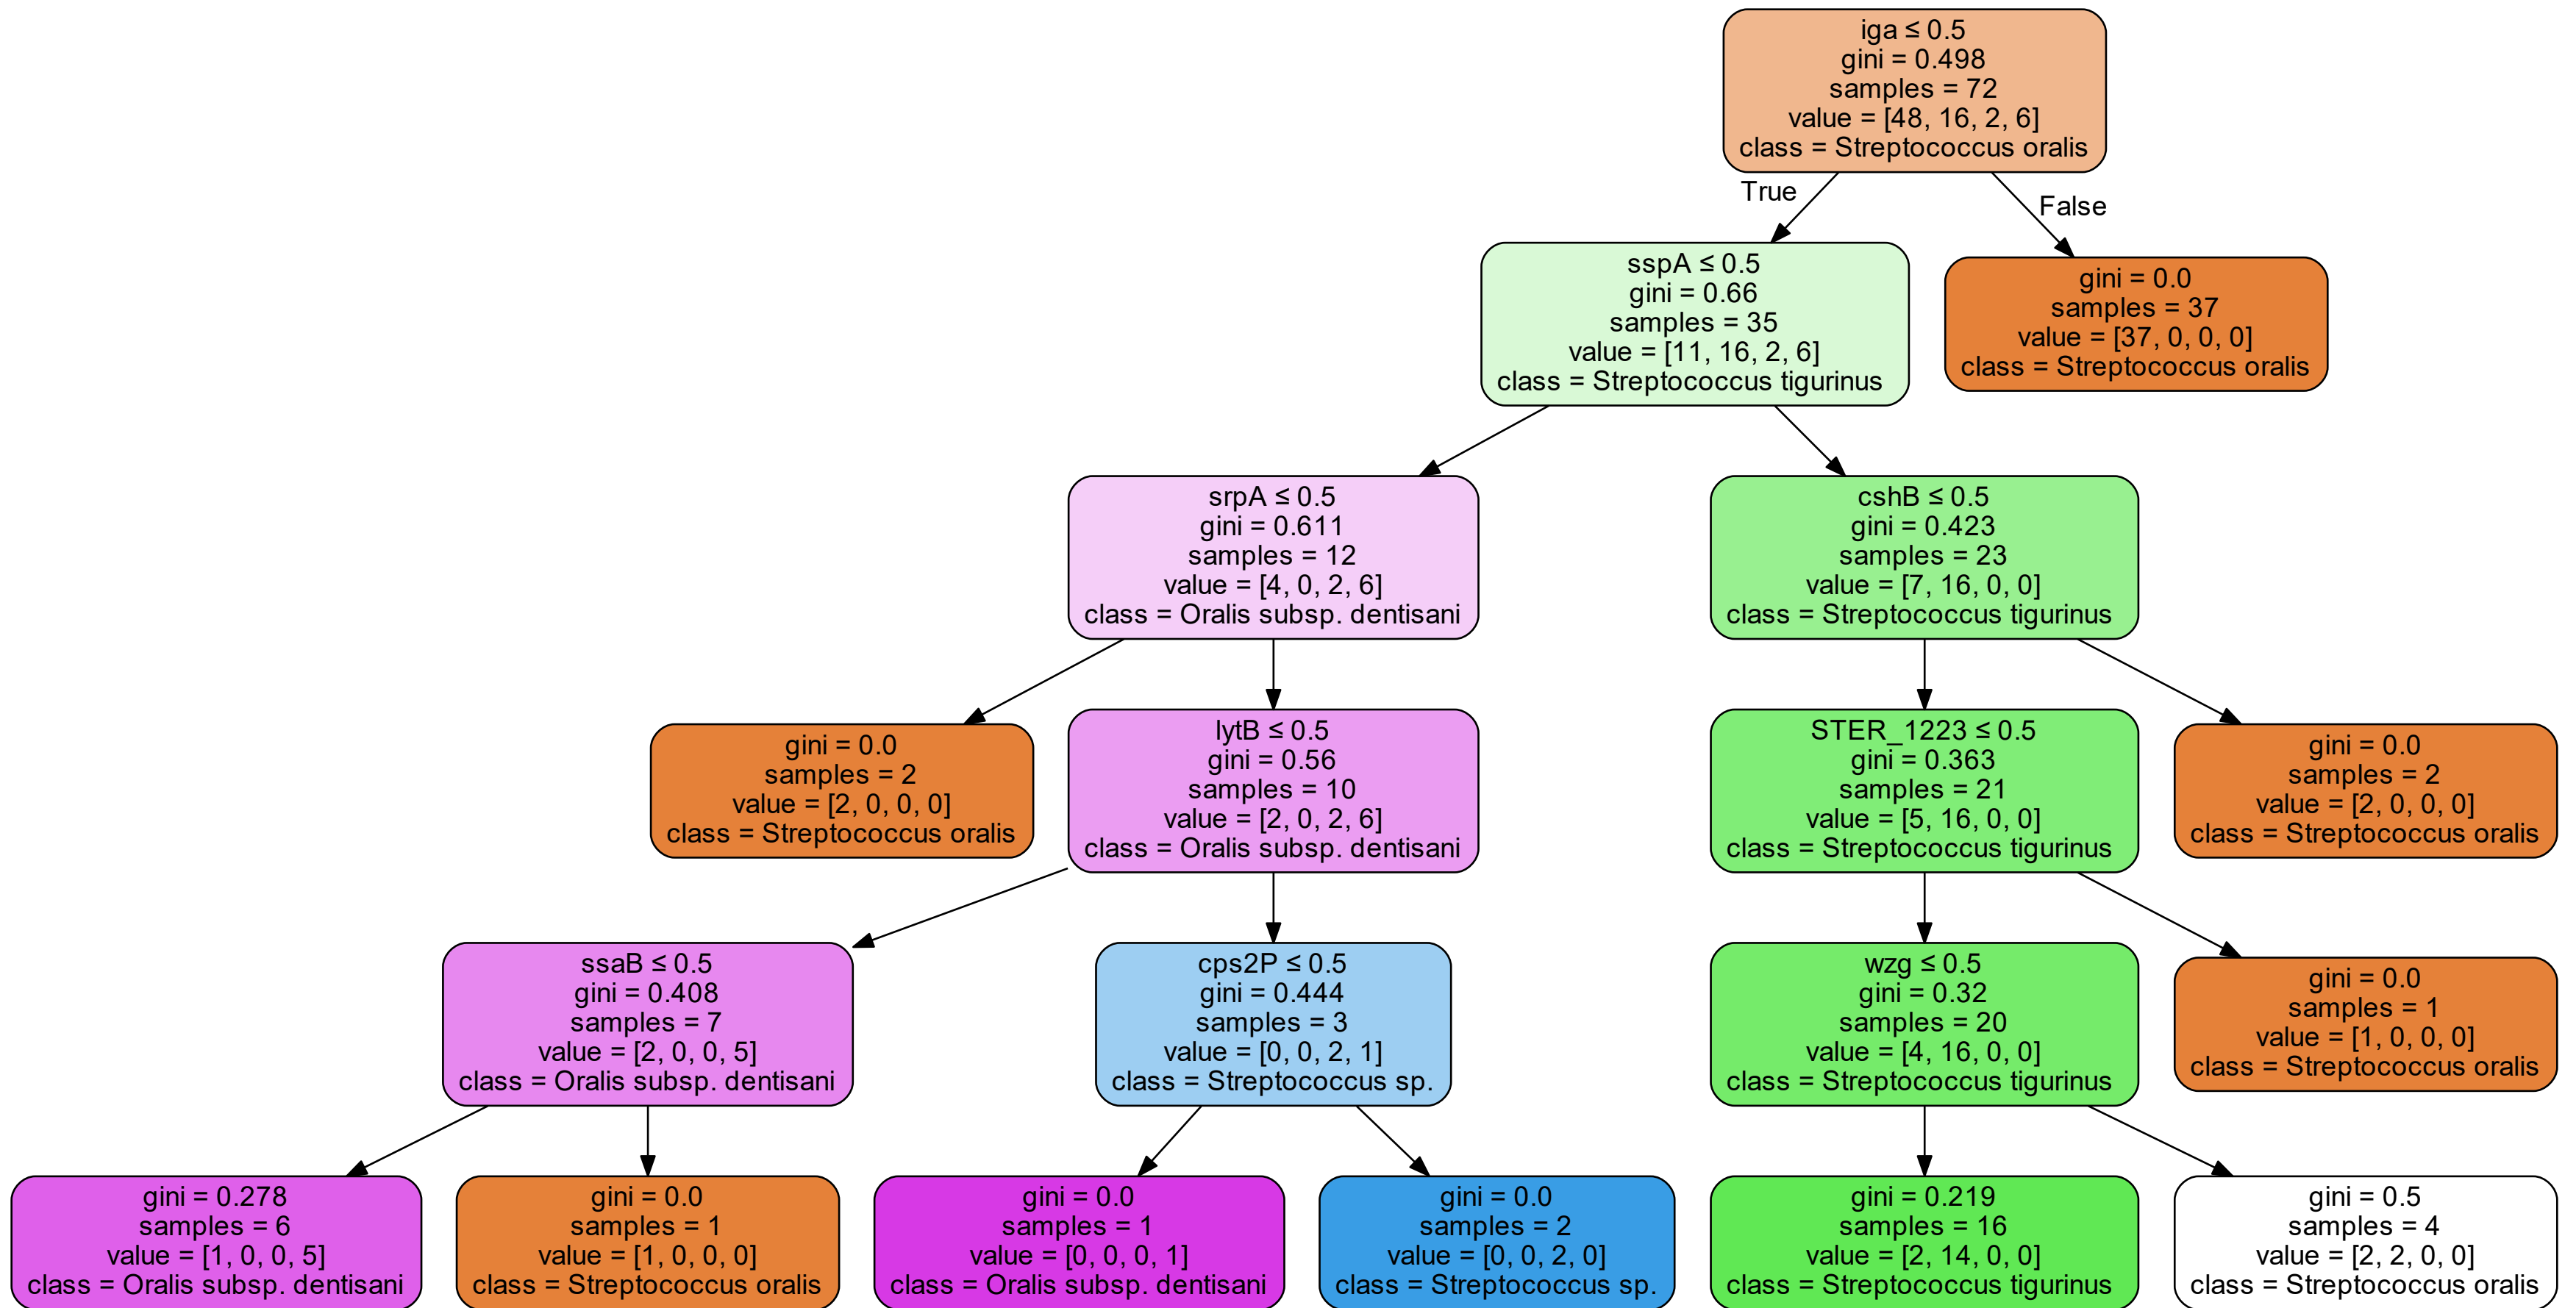 iga ≤ 0.5
gini = 0.498
samples = 72
value = [48, 16, 2, 6]
class = Streptococcus oralis
True
False
sspA ≤ 0.5
gini = 0.66
samples = 35
value = [11, 16, 2, 6]
class = Streptococcus tigurinus
gini = 0.0
samples = 37
value = [37, 0, 0, 0]
class = Streptococcus oralis
srpA ≤ 0.5
gini = 0.611
samples = 12
value = [4, 0, 2, 6]
class = Oralis subsp. dentisani
cshB ≤ 0.5
gini = 0.423
samples = 23
value = [7, 16, 0, 0]
class = Streptococcus tigurinus
gini = 0.0
samples = 2
value = [2, 0, 0, 0]
class = Streptococcus oralis
lytB ≤ 0.5
gini = 0.56
samples = 10
value = [2, 0, 2, 6]
class = Oralis subsp. dentisani
STER_1223 ≤ 0.5
gini = 0.363
samples = 21
value = [5, 16, 0, 0]
class = Streptococcus tigurinus
gini = 0.0
samples = 2
value = [2, 0, 0, 0]
class = Streptococcus oralis
ssaB ≤ 0.5
gini = 0.408
samples = 7
value = [2, 0, 0, 5]
class = Oralis subsp. dentisani
cps2P ≤ 0.5
gini = 0.444
samples = 3
value = [0, 0, 2, 1]
class = Streptococcus sp.
wzg ≤ 0.5
gini = 0.32
samples = 20
value = [4, 16, 0, 0]
class = Streptococcus tigurinus
gini = 0.0
samples = 1
value = [1, 0, 0, 0]
class = Streptococcus oralis
gini = 0.278
samples = 6
value = [1, 0, 0, 5]
class = Oralis subsp. dentisani
gini = 0.0
samples = 1
value = [1, 0, 0, 0]
class = Streptococcus oralis
gini = 0.0
samples = 1
value = [0, 0, 0, 1]
class = Oralis subsp. dentisani
gini = 0.0
samples = 2
value = [0, 0, 2, 0]
class = Streptococcus sp.
gini = 0.219
samples = 16
value = [2, 14, 0, 0]
class = Streptococcus tigurinus
gini = 0.5
samples = 4
value = [2, 2, 0, 0]
class = Streptococcus oralis